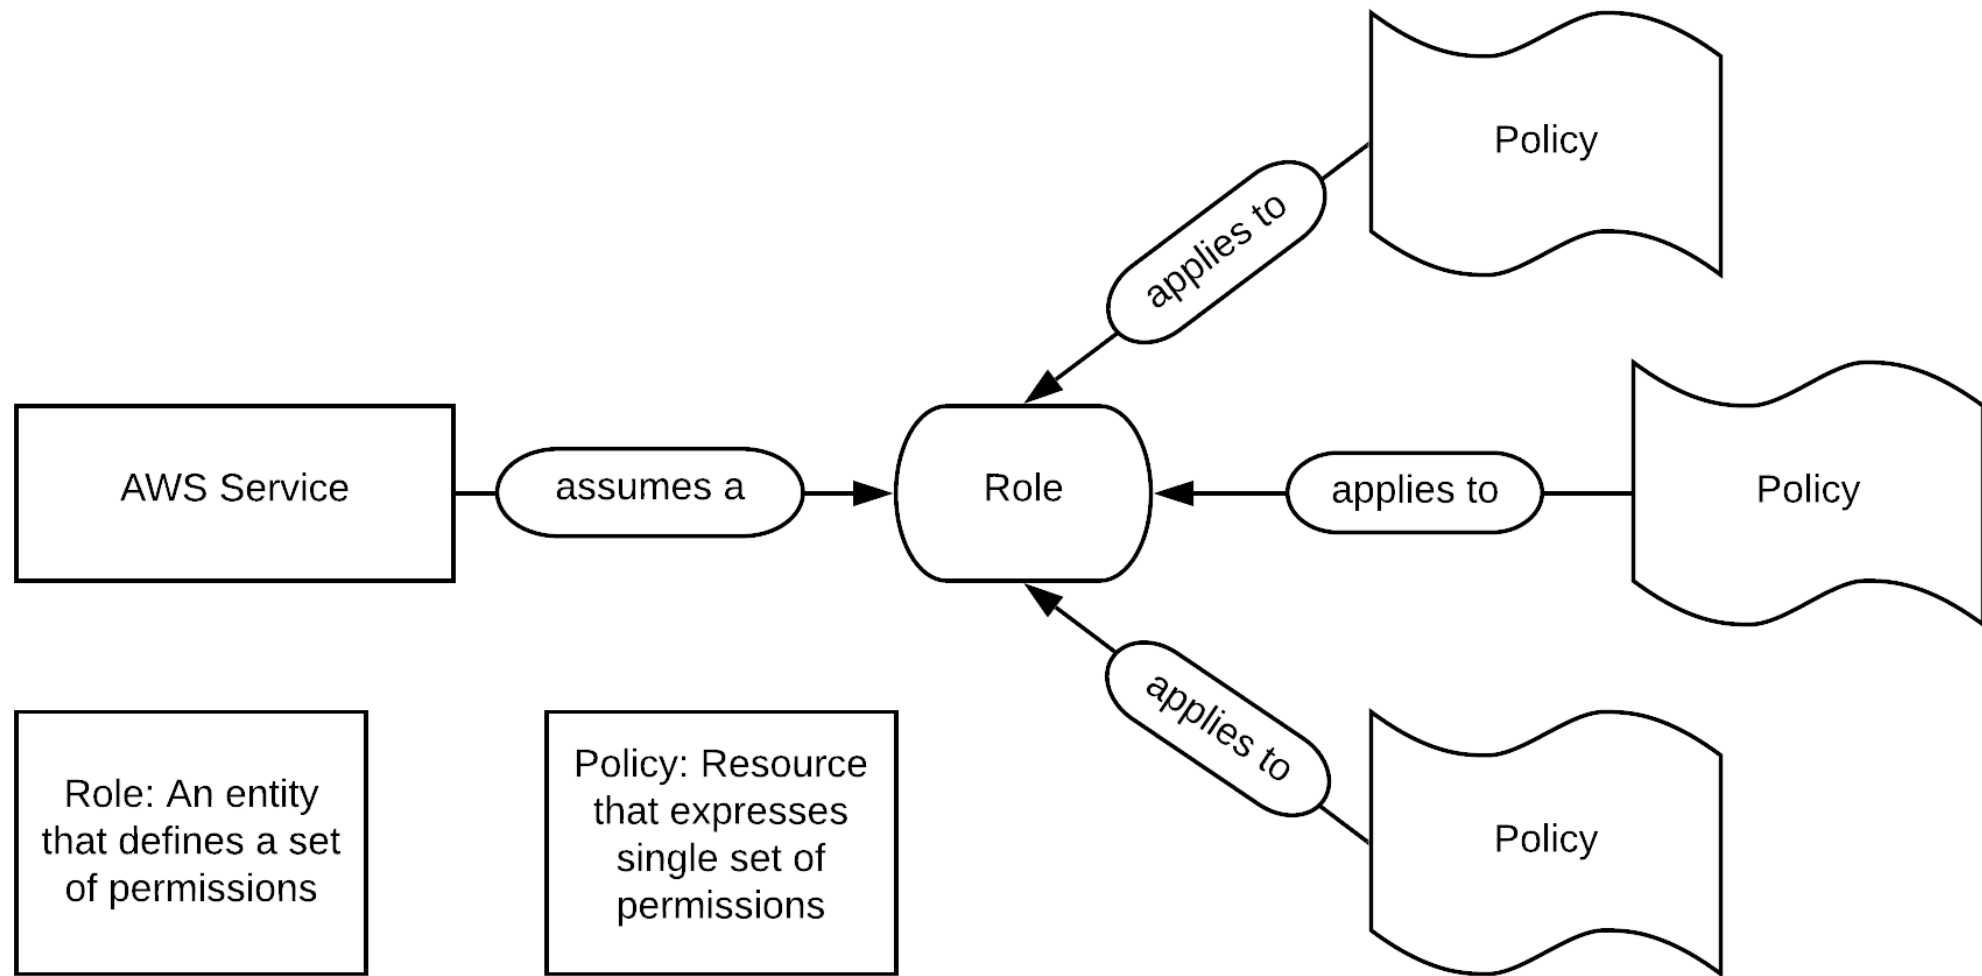 Policy
applies to
AWS Service
assumes a
Role
applies to
Policy
applies to
Policy
Role: An entity
that defines a set
of permissions
Policy: Resource
that expresses
single set of
permissions